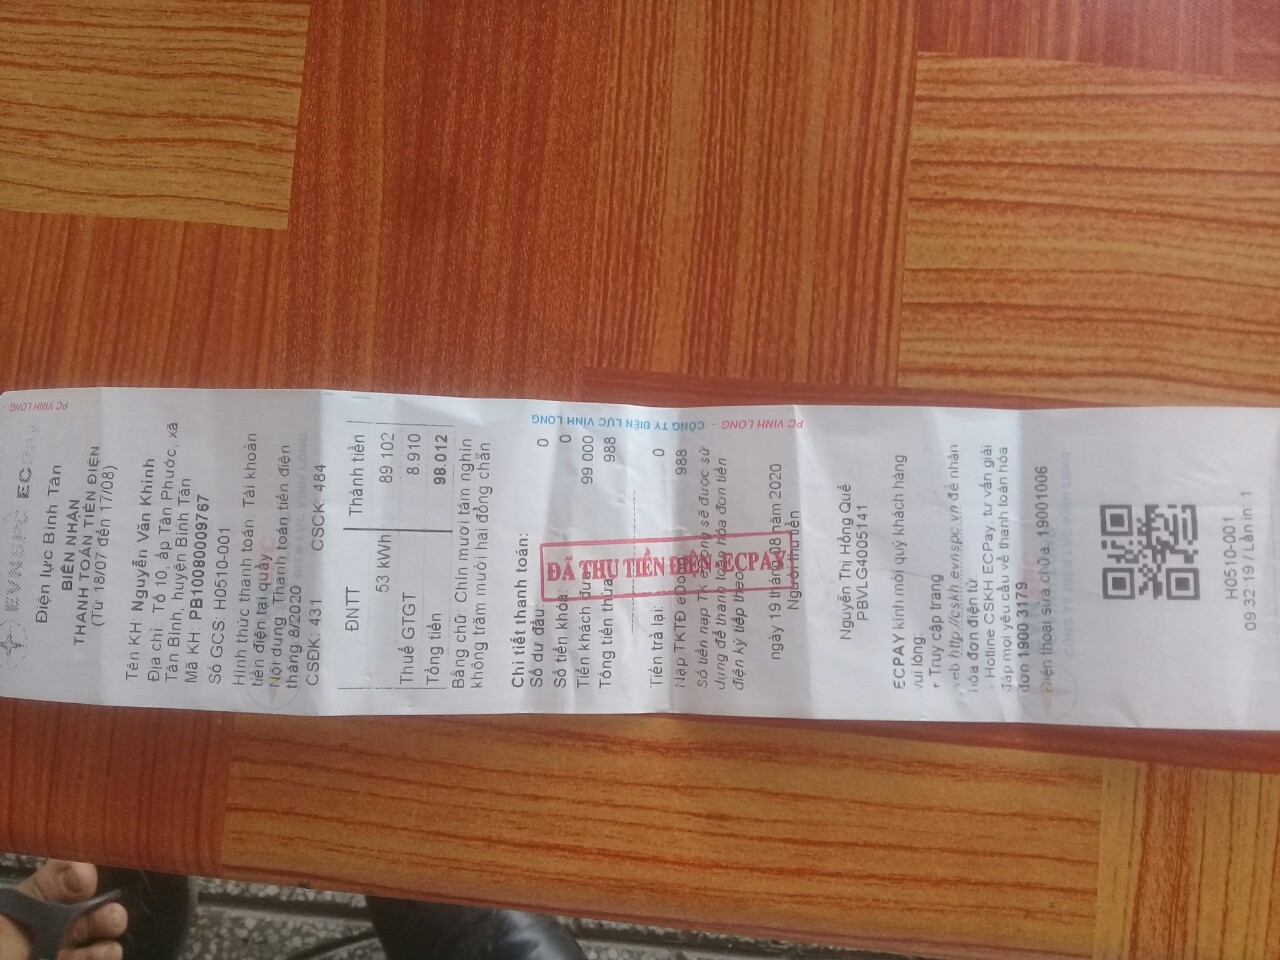 EVNSPC ECPay
Điện lực Bình Tân
BIÊN NHẬN
THANH TOÁN TIỀN ĐIỆN
(Từ 18/07 đến 17/08)
Tên KH: Nguyễn Văn Khinh
Địa chỉ: Tổ 10, ấp Tân Phước, xã
Tân Bình, huyện Bình Tân
Mã KH: PB10080009767
Số GCS: H0510-001
Hình thức thanh toán: Tài khoản
tiền điện tại quầy
Nội dung: Thanh toán tiền điện
tháng 8/2020
CSĐK: 431 CSCK: 484
ĐNTT Thành tiền
53 kWh 89 102
Thuế GTGT 8.910
Tổng tiền 98.012
Bằng chữ: Chín mươi tám nghìn
không trăm mười hai đồng chẵn
Chi tiết thanh toán:
Số dư đầu: 0
Số tiền khóa: 0
Tiền khách đưa: 99 000
Tổng tiền thừa: 988
Tiền trả lại: 0
Nạp TKTĐ 988
Số tiền nạp sẽ được sử
dụng để thanh toán hóa đơn tiền
điện kỳ tiếp theo
ĐÃ THU TIỀN ĐIỆN - ECPAY
ngày 19 tháng 08 năm 2020
Người thu tiền
Nguyễn Thị Hồng Quế
PBVLG4005141
ECPAY kính mời quý khách hàng
vui lòng:
Truy cập trang
web http://cskh.evnspc.vn để nhận
hóa đơn điện tử.
- Hotline CSKH ECPay, tư vấn giải
đáp mọi yêu cầu về thanh toán hóa
đơn 1900 3179
Điện thoại sửa chữa: 19001006
H0510-001
09:32:19 / Lần in: 1
PC VINH LONG -
CÔNG TY ĐIỆN LỰC VĨNH LONG
- PC VINH LONG